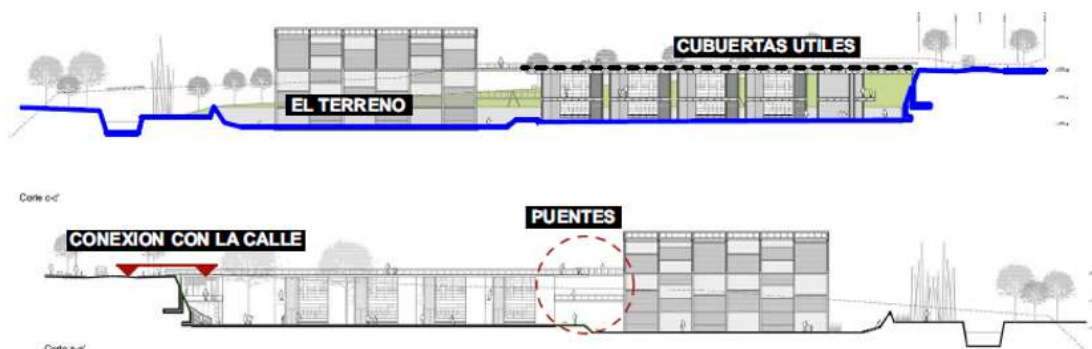 CUBUERTAS UTILES
EL TERRENO
Corte c-c'
PUENTES
CONEXION CON LA CALLE